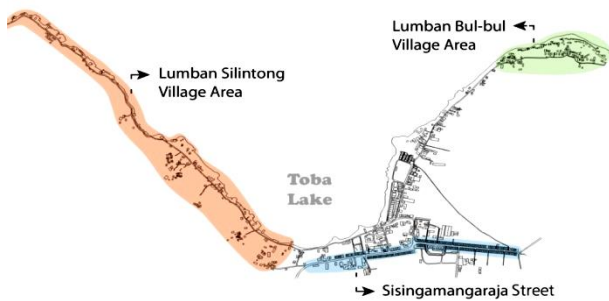 Lumban Bul-bul
Village Area
Lumban Silintong
Village Area
Toba
Lake
Sisingamangaraja Street